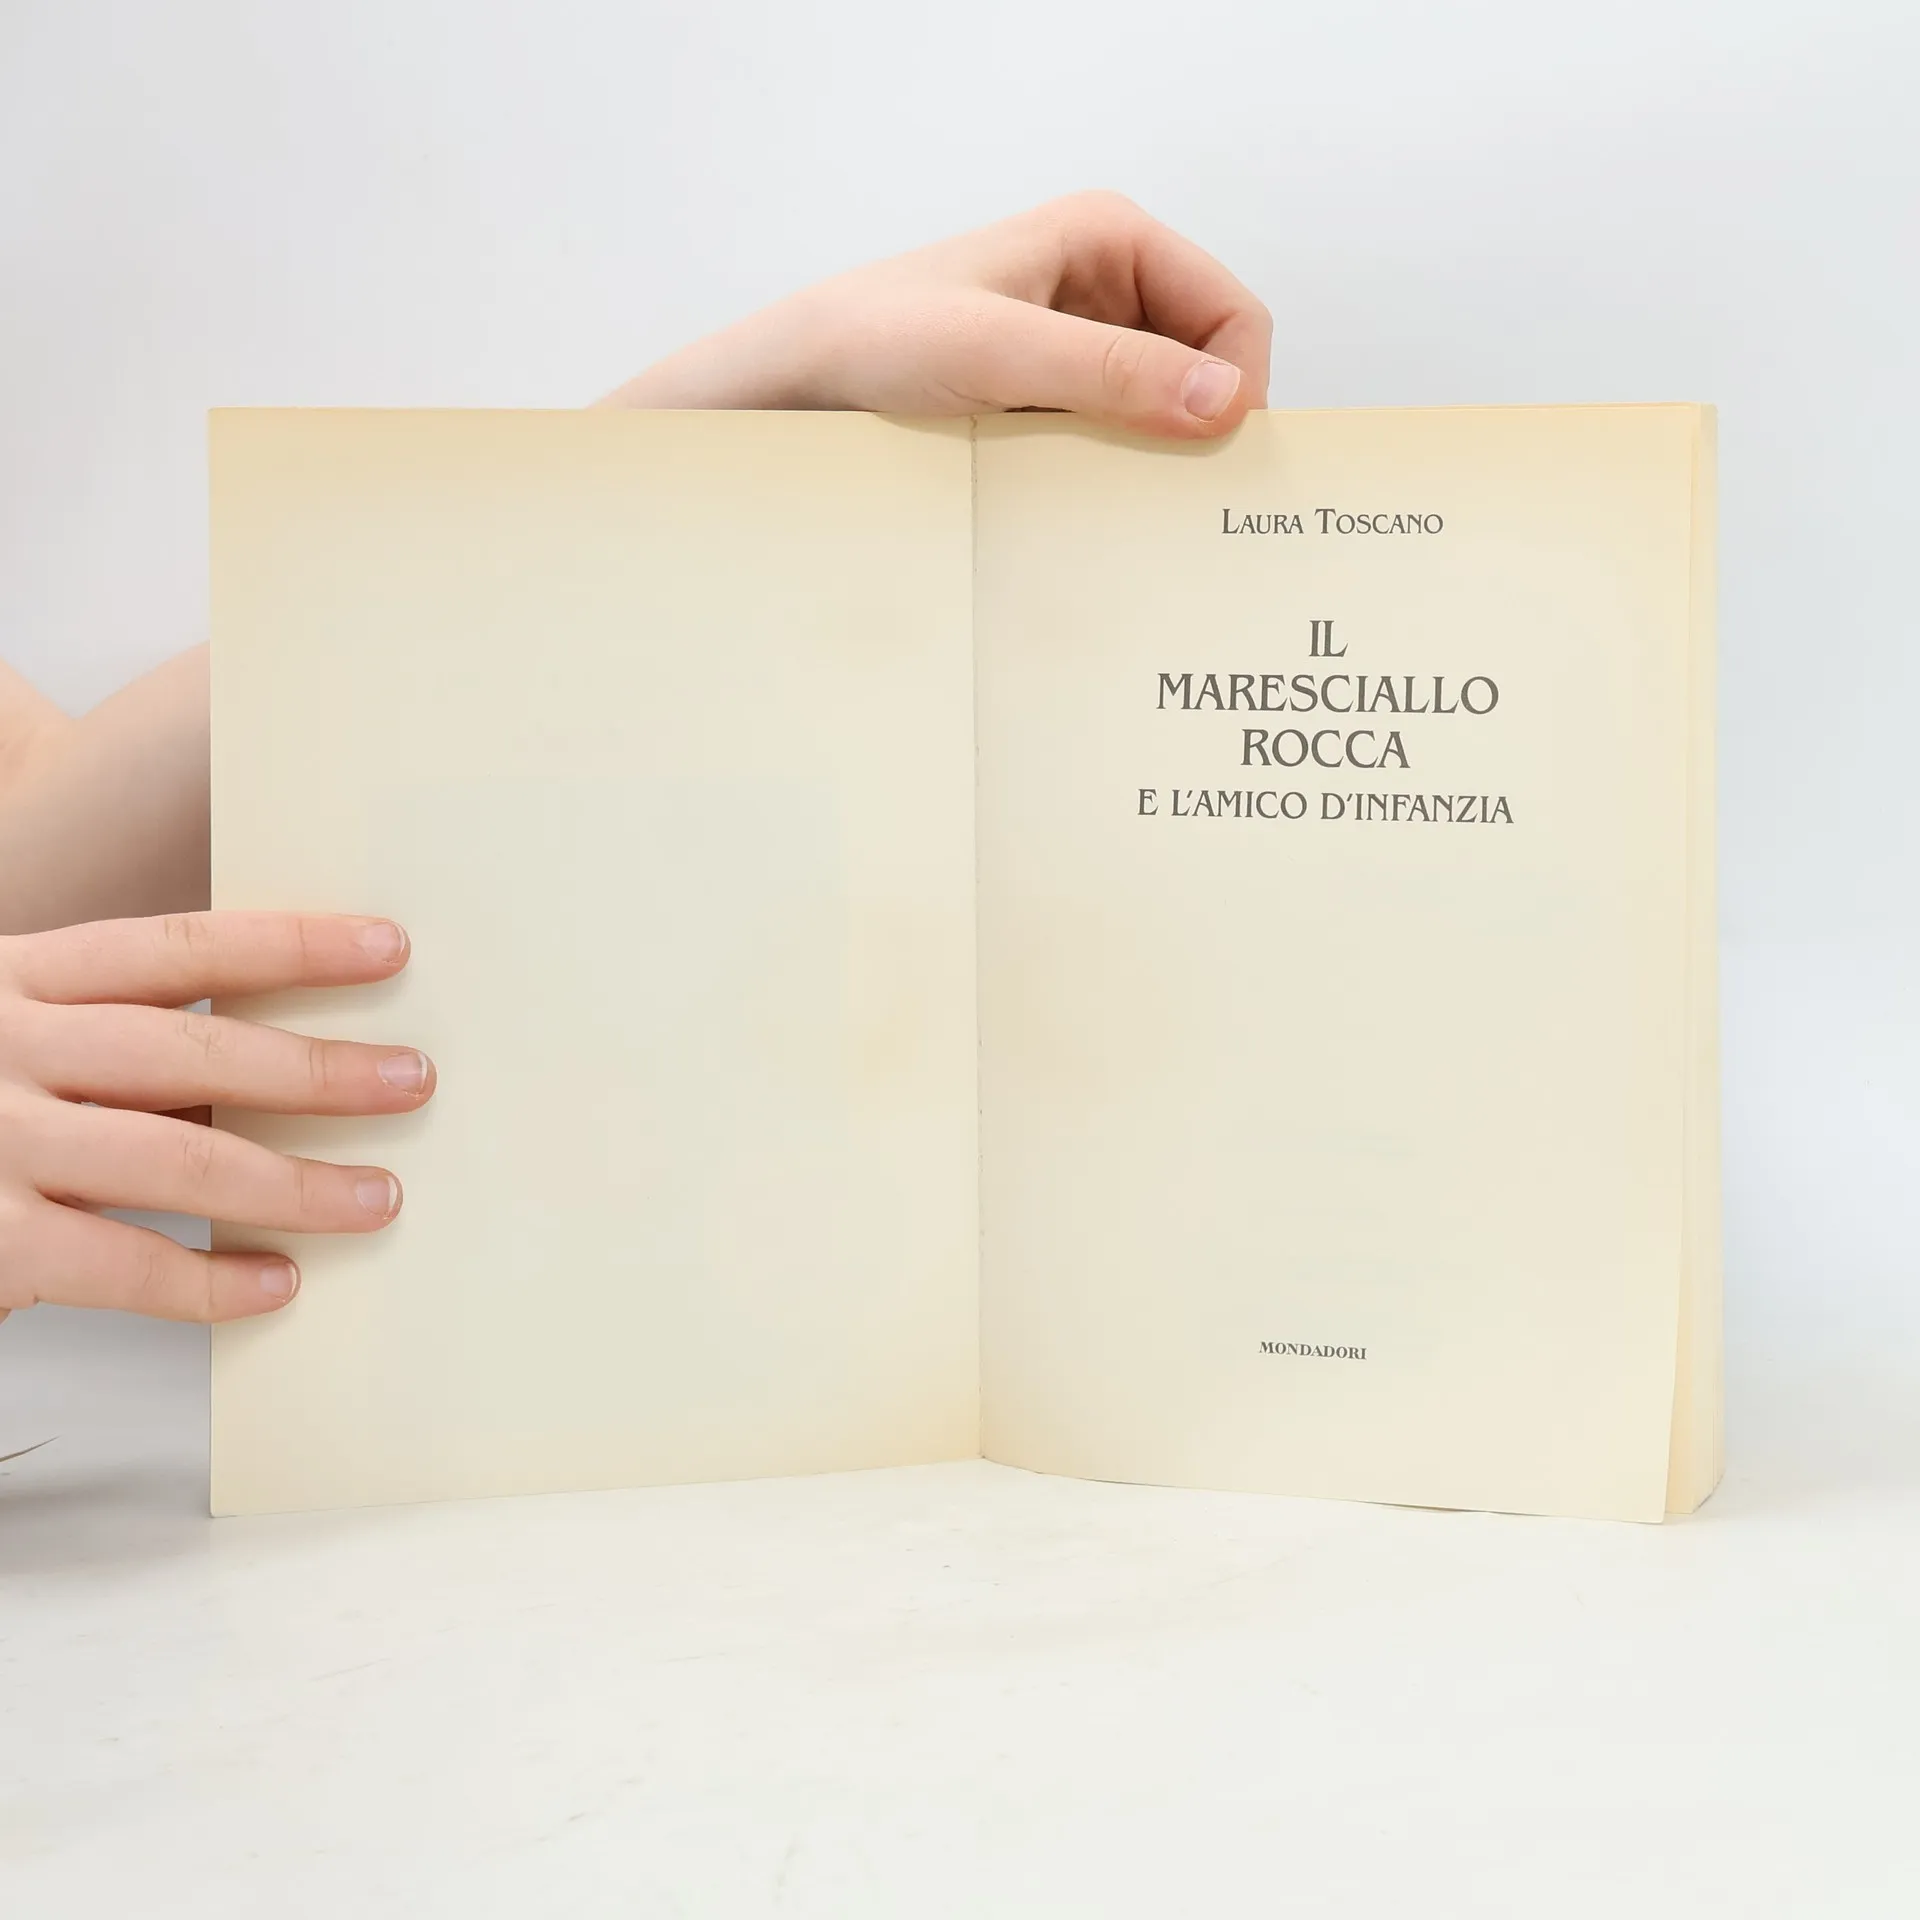 Laura Toscano
IL
MARESCIALLO
ROCCA
E L'AMICO D'INFANZIA
MONDADORI